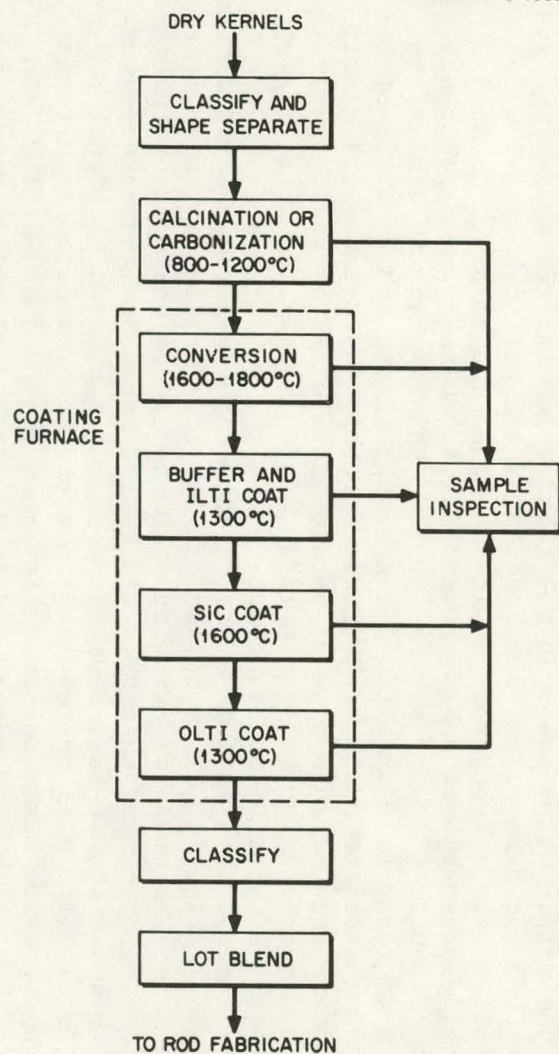 DRY KERNELS
CLASSIFY AND
SHAPE SEPARATE
CALCINATION OR
CARBONIZATION
(800-1200°C)
CONVERSION
(1600-1800°C)
COATING
FURNACE
BUFFER AND
ILTI COAT
(1300°C)
SAMPLE
INSPECTION
SiC COAT
(1600°C)
OLTI COAT
(1300°C)
CLASSIFY
LOT BLEND
TO ROD FABRICATION